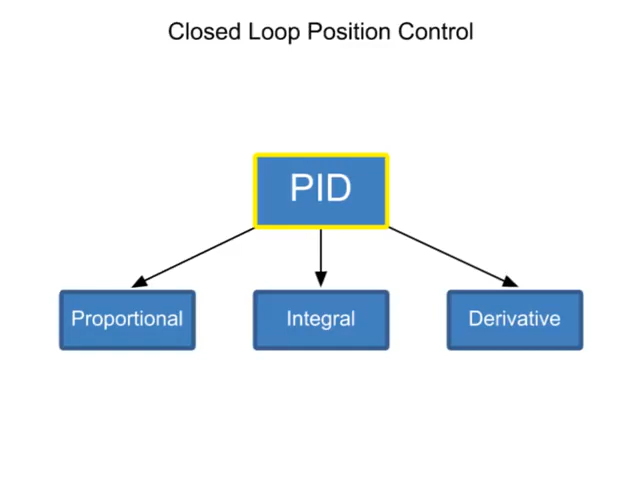 Closed Loop Position Control
PID
Proportional
Integral
Derivative